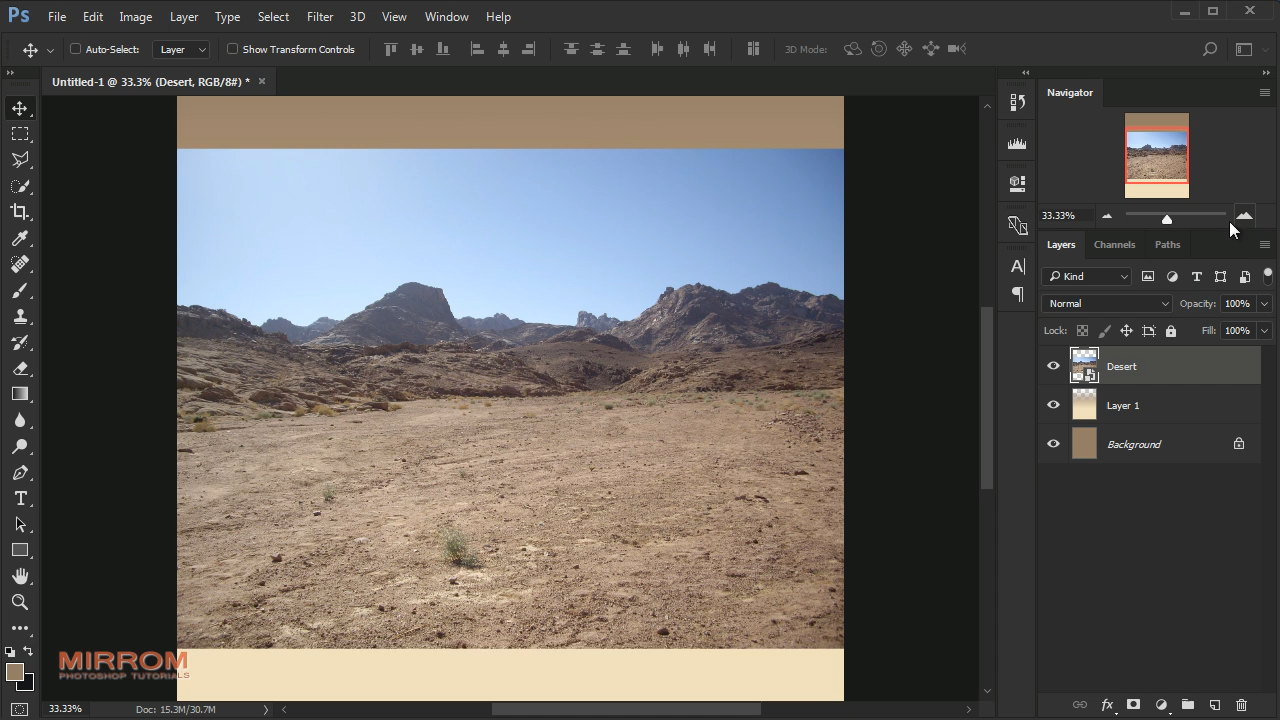 Ps File Edit Image Layer Type Select Filter 3D View Window Help
Auto-Select: Layer Show Transform Controls 3D Mode:
Untitled-1 @ 33.3% (Desert, RGB/8#) * ×
Navigator
33.33%
Layers Channels Paths
Kind
Normal Opacity: 100%
Lock: Fill: 100%
Desert
Layer 1
Background
MIRROM
PHOTOSHOP TUTORIALS
33.33% Doc: 15.3M/30.7M